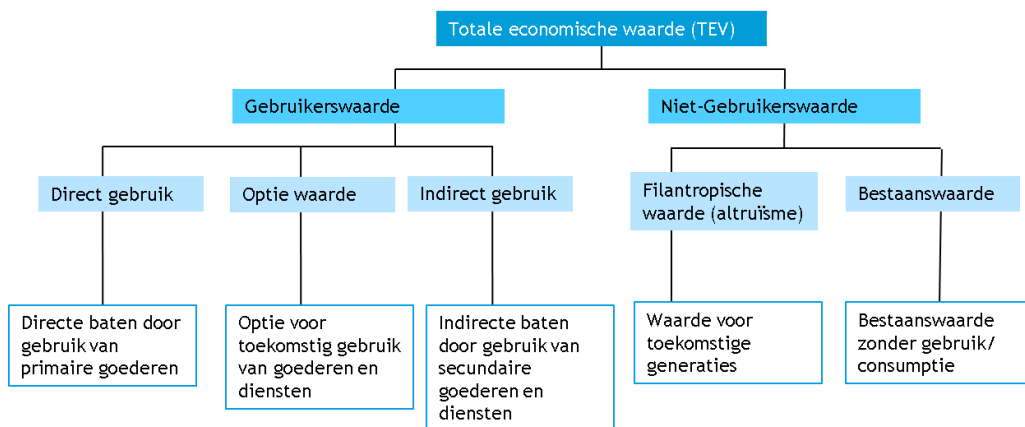 Totale economische waarde (TEV)
Gebruikerswaarde
Niet-Gebruikerswaarde
Direct gebruik
Optie waarde
Indirect gebruik
Filantropische
waarde (altruïsme)
Bestaanswaarde
Directe baten door
gebruik van
primaire goederen
Optie voor
toekomstig gebruik
van goederen en
diensten
Indirecte baten
door gebruik van
secundaire
goederen en
diensten
Waarde voor
toekomstige
generaties
Bestaanswaarde
zonder gebruik/
consumptie